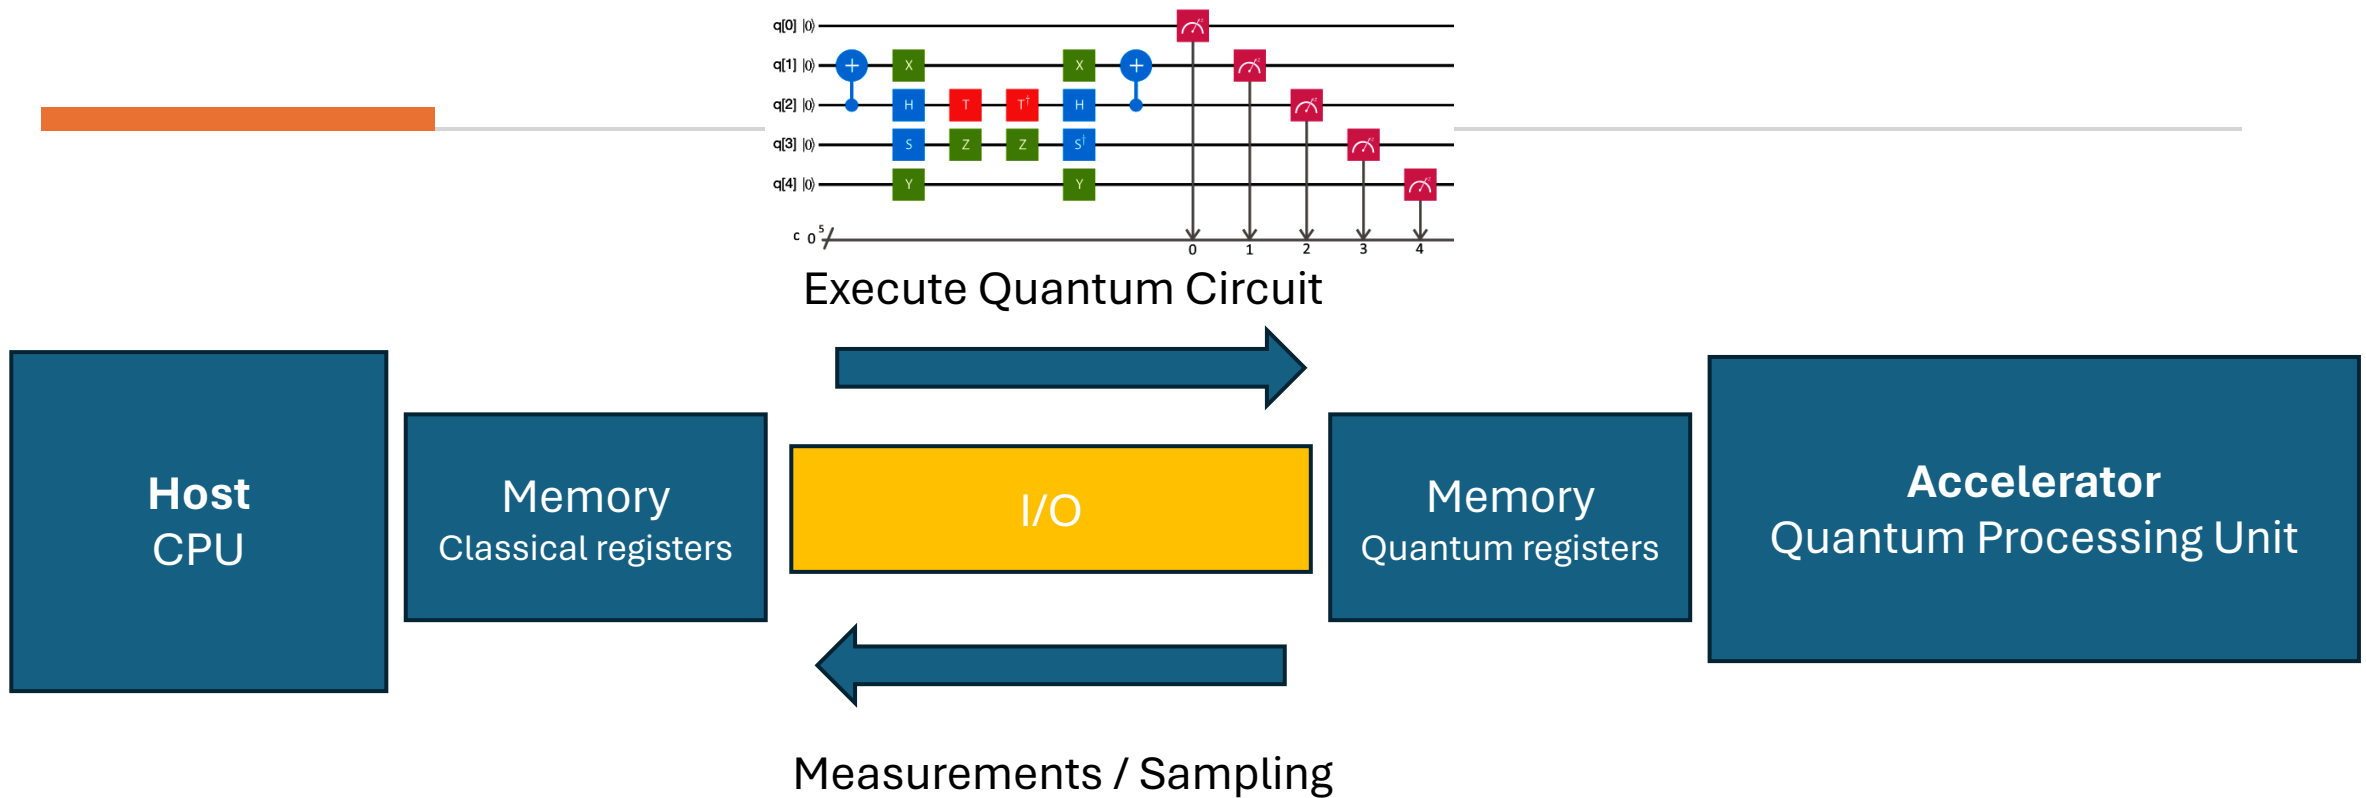 q[0] |0⟩
q[1] |0⟩ + X X +
q[2] |0⟩ H T T† H
q[3] |0⟩ S Z Z S†
q[4] |0⟩ Y Y
c 0 5
0 1 2 3 4
Execute Quantum Circuit
Host
CPU
Memory
Classical registers
I/O
Memory
Quantum registers
Accelerator
Quantum Processing Unit
Measurements / Sampling